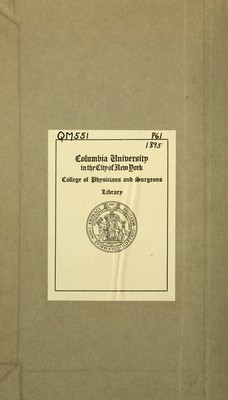 QM551 P61
1895
Columbia University
in the City of New York
College of Physicians and Surgeons
Library